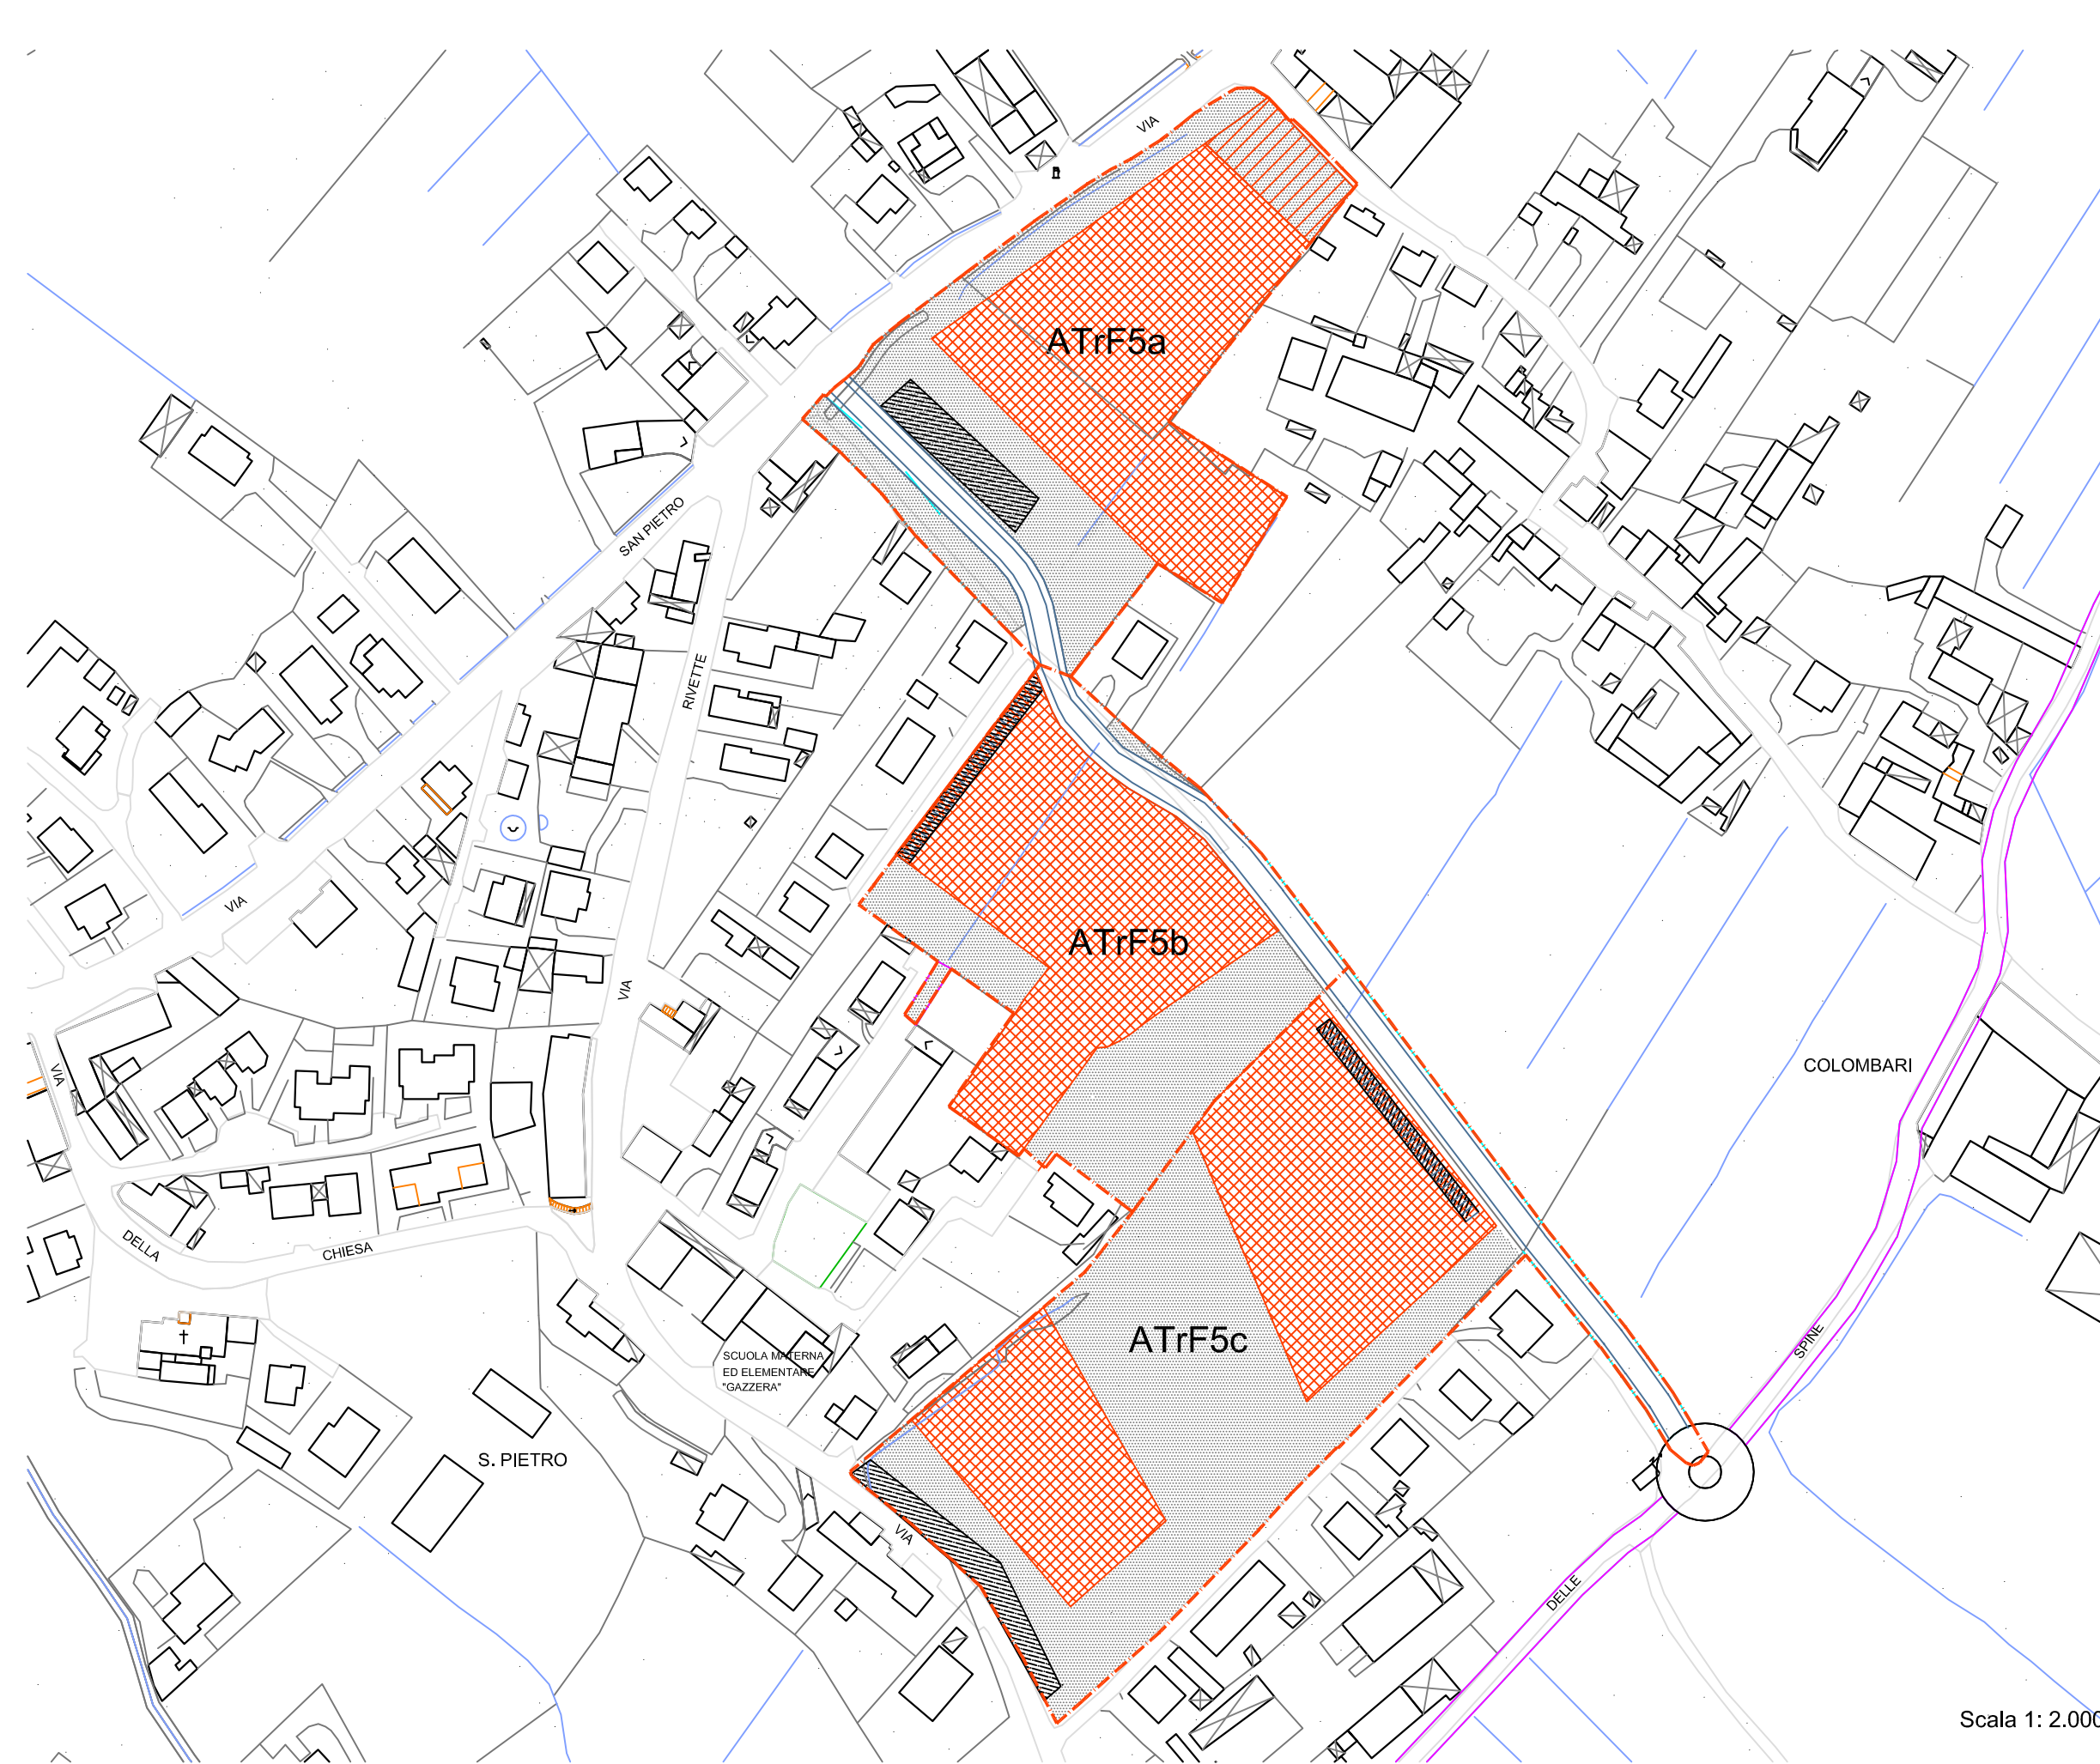 VIA
ATrF5a
SAN PIETRO
RIVETTE
VIA
ATrF5b
VIA
VIA
COLOMBARI
DELLA
CHIESA
SPINE
ATrF5c
SCUOLA MATERNA
ED ELEMENTARE
"GAZZERA"
S. PIETRO
VIA
DELLE
Scala 1: 2.000